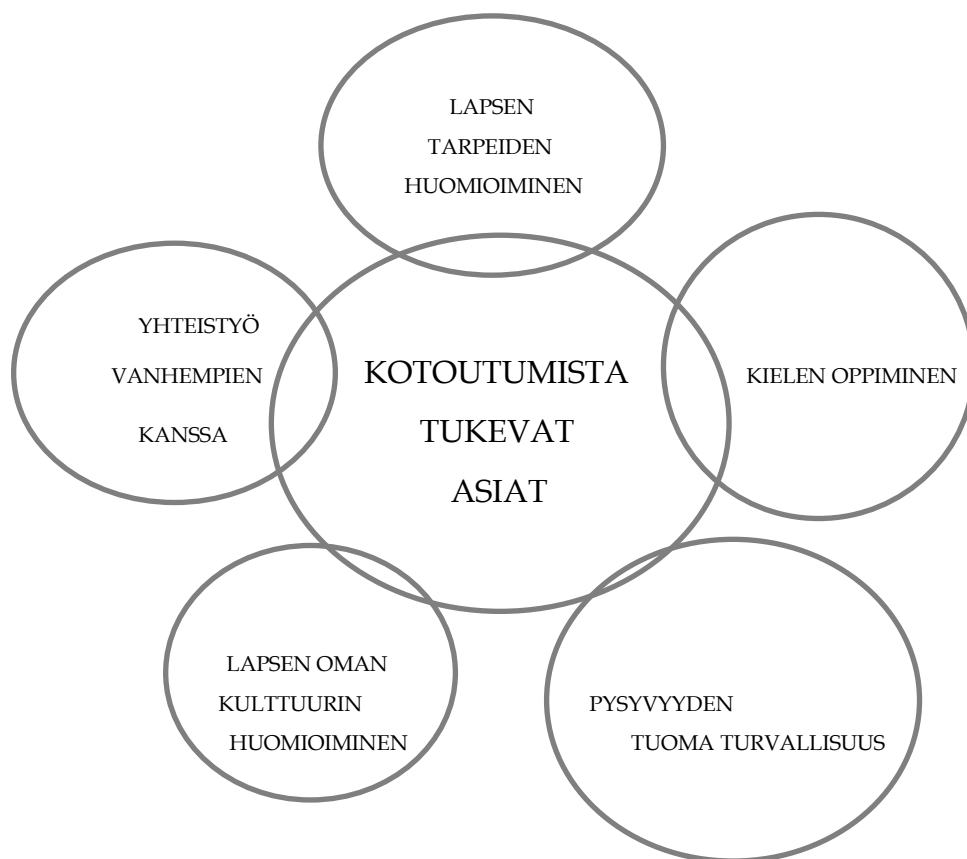 LAPSEN
TARPEIDEN
HUOMIOIMINEN
YHTEISTYÖ
VANHEMPIEN
KANSSA
KOTOUTUMISTA
TUKEVAT
ASIAT
KIELEN OPPIMINEN
LAPSEN OMAN
KULTTUURIN
HUOMIOIMINEN
PYSYVYYDEN
TUOMA TURVALLISUUS